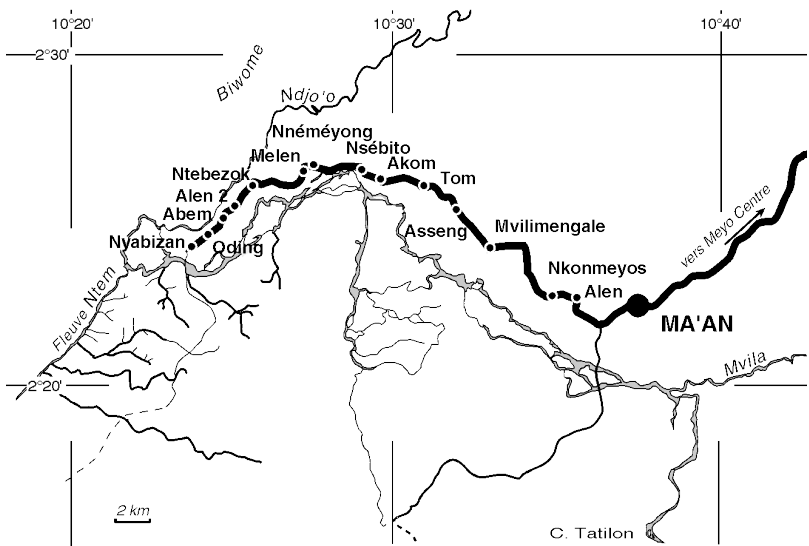 10°20'
10°30'
10°40'
2°30'
Biwome
Ndjo'o
Nnéméyong
Melen
Nsébito
Ntebezok
Akom
Tom
Alen 2
Abem
Asseng
Mvilimengale
Nyabizan
Oding
vers Meyo Centre
Nkonmeyos
Alen
Fleuve Ntem
MA'AN
Mvila
2°20'
2 km
C. Tatilon